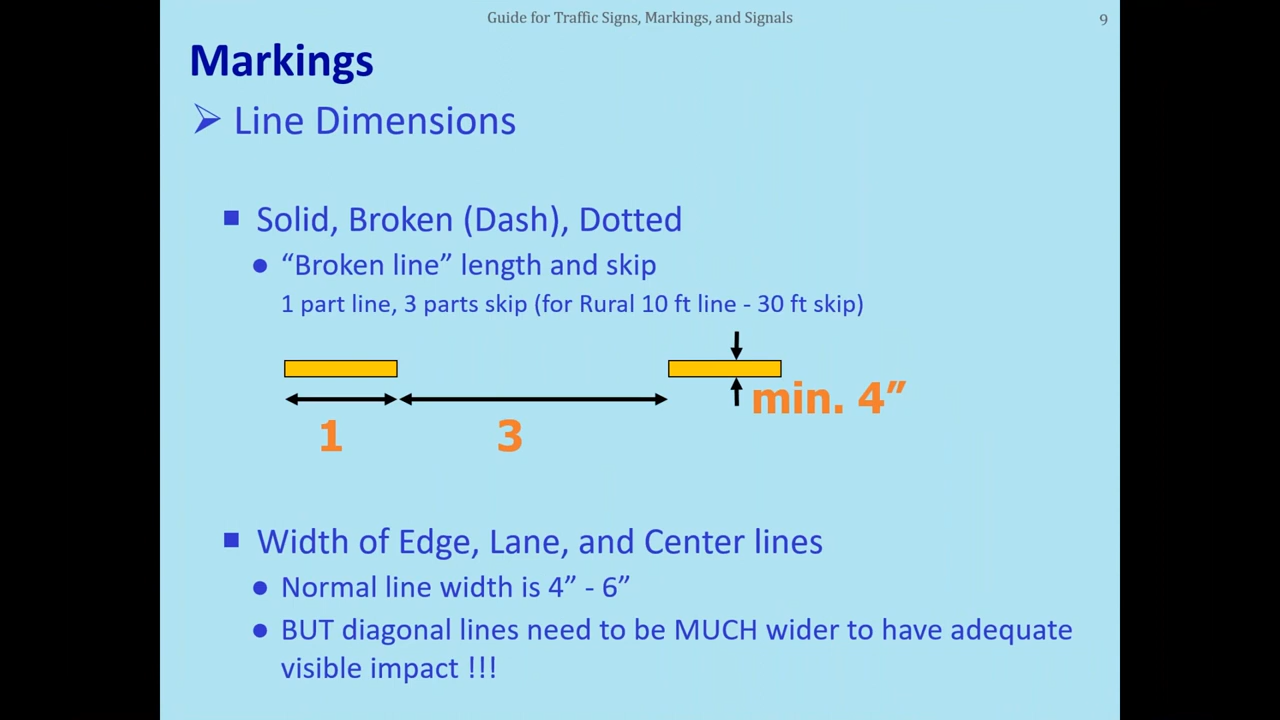 Guide for Traffic Signs, Markings, and Signals
9
Markings
Line Dimensions
Solid, Broken (Dash), Dotted
“Broken line” length and skip
1 part line, 3 parts skip (for Rural 10 ft line - 30 ft skip)
min. 4”
1
3
Width of Edge, Lane, and Center lines
Normal line width is 4” - 6”
BUT diagonal lines need to be MUCH wider to have adequate
visible impact !!!